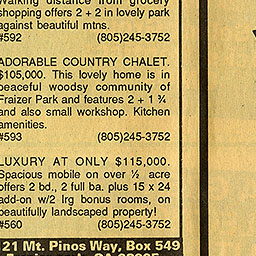 Walking distance from grocery
shopping offers 2 + 2 in lovely park
against beautiful mtns.
#592 (805)245-3752
ADORABLE COUNTRY CHALET.
$105,000. This lovely home is in
peaceful woodsy community of
Fraizer Park and features 2 + 1 ¾
and also small workshop. Kitchen
amenities.
#593 (805)245-3752
LUXURY AT ONLY $115,000.
Spacious mobile on over ½ acre
offers 2 bd., 2 full ba. plus 15 x 24
add-on w/2 lrg bonus rooms, on
beautifully landscaped property!
#560 (805)245-3752
121 Mt. Pinos Way, Box 549